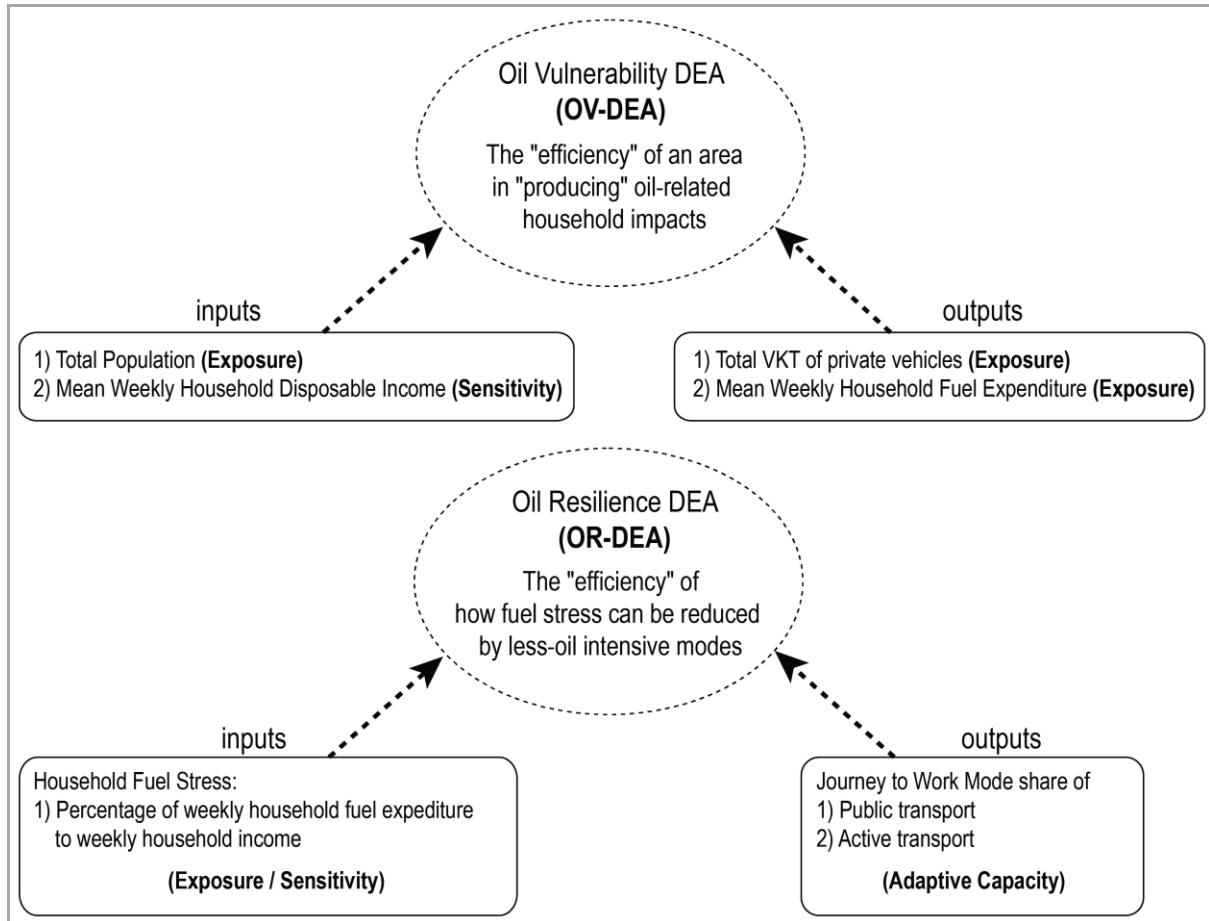 Oil Vulnerability DEA
(OV-DEA)
The "efficiency" of an area
in "producing" oil-related
household impacts
inputs
outputs
1) Total Population (Exposure)
2) Mean Weekly Household Disposable Income (Sensitivity)
1) Total VKT of private vehicles (Exposure)
2) Mean Weekly Household Fuel Expenditure (Exposure)
Oil Resilience DEA
(OR-DEA)
The "efficiency" of
how fuel stress can be reduced
by less-oil intensive modes
inputs
outputs
Household Fuel Stress:
1) Percentage of weekly household fuel expediture
to weekly household income
(Exposure / Sensitivity)
Journey to Work Mode share of
1) Public transport
2) Active transport
(Adaptive Capacity)